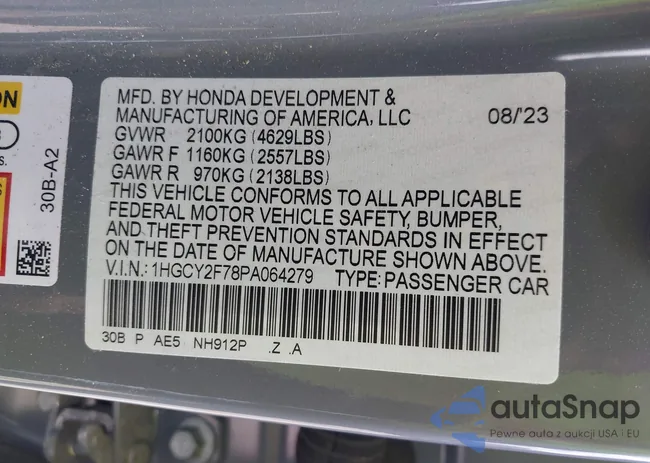 ON
30B-A2
MFD. BY HONDA DEVELOPMENT &
MANUFACTURING OF AMERICA, LLC 08/'23
GVWR 2100KG (4629LBS)
GAWR F 1160KG (2557LBS)
GAWR R 970KG (2138LBS)
THIS VEHICLE CONFORMS TO ALL APPLICABLE
FEDERAL MOTOR VEHICLE SAFETY, BUMPER,
AND THEFT PREVENTION STANDARDS IN EFFECT
ON THE DATE OF MANUFACTURE SHOWN ABOVE.
V.I.N.: 1HGCY2F78PA064279 TYPE: PASSENGER CAR
30B P AE5 NH912P .Z .A
autaSnap
Pewne auta z aukcji USA i EU